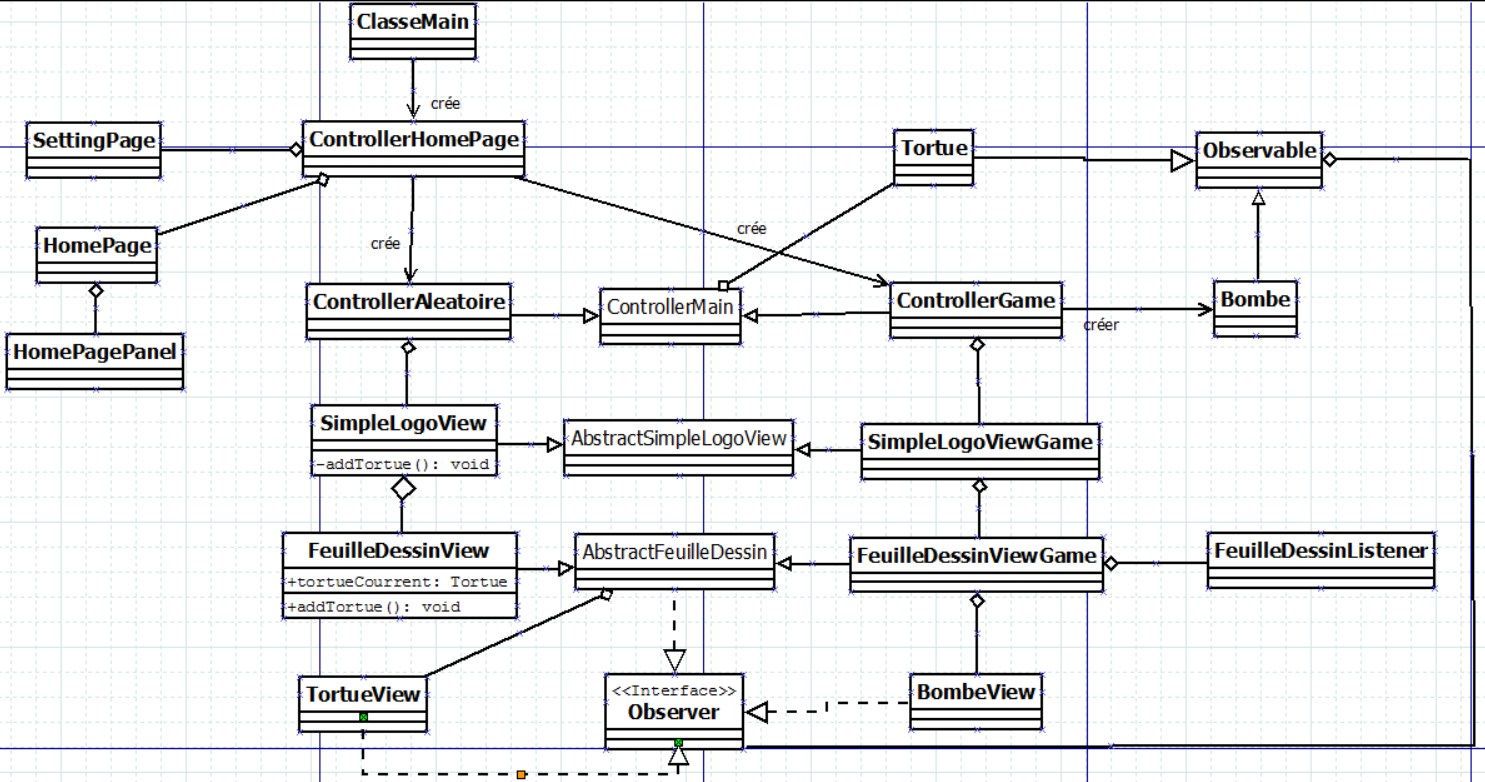 ClasseMain
crée
SettingPage
ControllerHomePage
Tortue
Observable
HomePage
crée
crée
ControllerAleatoire
ControllerMain
ControllerGame
Bombe
créer
HomePagePanel
SimpleLogoView
-addTortue(): void
AbstractSimpleLogoView
SimpleLogoViewGame
FeuilleDessinView
+tortueCourrent: Tortue
+addTortue(): void
AbstractFeuilleDessin
FeuilleDessinViewGame
FeuilleDessinListener
TortueView
<<Interface>>
Observer
BombeView